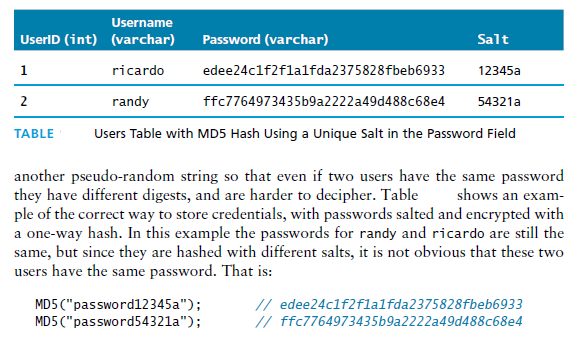 Username
UserID (int) (varchar) Password (varchar) Salt
1 ricardo edee24c1f2f1a1fda2375828fbeb6933 12345a
2 randy ffc7764973435b9a2222a49d488c68e4 54321a
TABLE Users Table with MD5 Hash Using a Unique Salt in the Password Field
another pseudo-random string so that even if two users have the same password
they have different digests, and are harder to decipher. Table shows an exam-
ple of the correct way to store credentials, with passwords salted and encrypted with
a one-way hash. In this example the passwords for randy and ricardo are still the
same, but since they are hashed with different salts, it is not obvious that these two
users have the same password. That is:
MD5("password12345a"); // edee24c1f2f1a1fda2375828fbeb6933
MD5("password54321a"); // ffc7764973435b9a2222a49d488c68e4